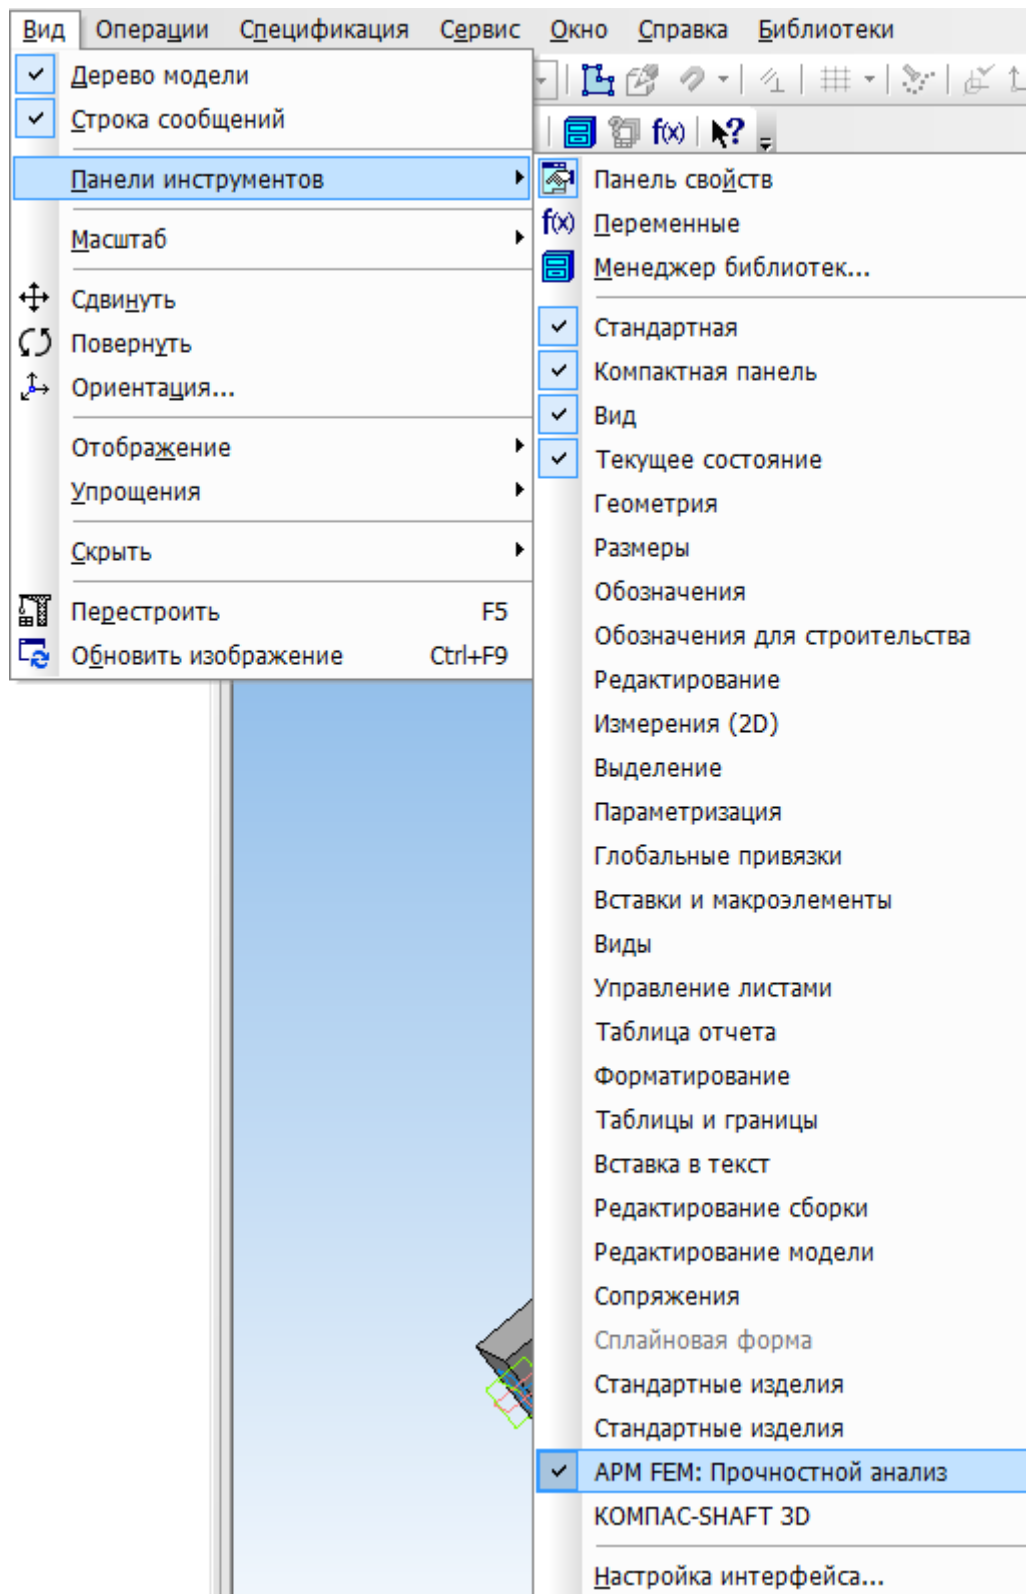 Вид Операции Спецификация Сервис Окно Справка Библиотеки
Дерево модели
Строка сообщений
f(x)
Панели инструментов
Масштаб
Сдвинуть
Повернуть
Ориентация...
Отображение
Упрощения
Скрыть
Перестроить F5
Обновить изображение Ctrl+F9
Панель свойств
f(x) Переменные
Менеджер библиотек...
Стандартная
Компактная панель
Вид
Текущее состояние
Геометрия
Размеры
Обозначения
Обозначения для строительства
Редактирование
Измерения (2D)
Выделение
Параметризация
Глобальные привязки
Вставки и макроэлементы
Виды
Управление листами
Таблица отчета
Форматирование
Таблицы и границы
Вставка в текст
Редактирование сборки
Редактирование модели
Сопряжения
Сплайновая форма
Стандартные изделия
Стандартные изделия
APM FEM: Прочностной анализ
КОМПАС-SHAFT 3D
Настройка интерфейса...